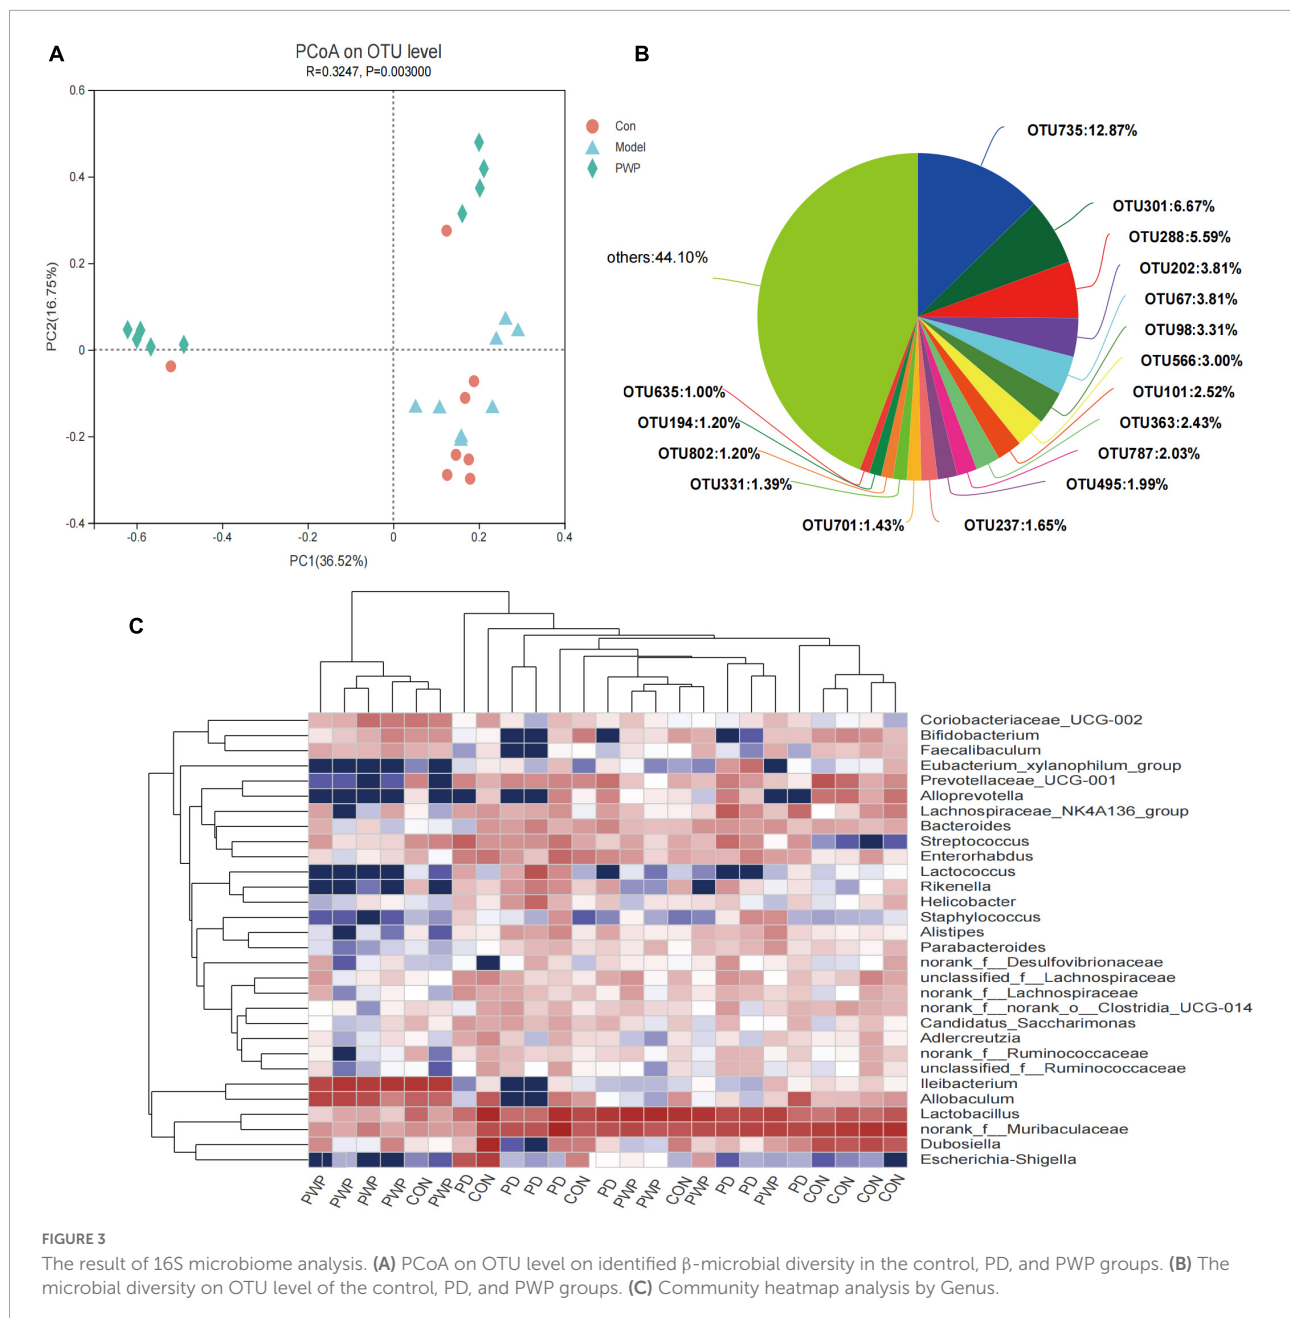 A
PCoA on OTU level
R=0.3247, P=0.003000
0.6
0.4
0.2
0
-0.2
-0.4
PC2(16.75%)
-0.6
-0.4
-0.2
0
0.2
0.4
PC1(36.52%)
Con
Model
PWP
B
OTU735:12.87%
OTU301:6.67%
OTU288:5.59%
OTU202:3.81%
OTU67:3.81%
OTU98:3.31%
OTU566:3.00%
OTU101:2.52%
OTU363:2.43%
OTU787:2.03%
OTU495:1.99%
OTU237:1.65%
OTU701:1.43%
OTU331:1.39%
OTU802:1.20%
OTU194:1.20%
OTU635:1.00%
others:44.10%
C
Coriobacteriaceae_UCG-002
Bifidobacterium
Faecalibaculum
Eubacterium_xylanophilum_group
Prevotellaceae_UCG-001
Alloprevotella
Lachnospiraceae_NK4A136_group
Bacteroides
Streptococcus
Enterorhabdus
Lactococcus
Rikenella
Helicobacter
Staphylococcus
Alistipes
Parabacteroides
norank_f__Desulfovibrionaceae
unclassified_f__Lachnospiraceae
norank_f__Lachnospiraceae
norank_f__norank_o__Clostridia_UCG-014
Candidatus_Saccharimonas
Adlercreutzia
norank_f__Ruminococcaceae
unclassified_f__Ruminococcaceae
Ileibacterium
Allobaculum
Lactobacillus
norank_f__Muribaculaceae
Dubosiella
Escherichia-Shigella
PWP PWP PWP PWP CON PWP PD CON PD PD PD CON PD PWP PWP CON PWP PD PD PWP PD CON CON CON CON
FIGURE 3
The result of 16S microbiome analysis. (A) PCoA on OTU level on identified β-microbial diversity in the control, PD, and PWP groups. (B) The
microbial diversity on OTU level of the control, PD, and PWP groups. (C) Community heatmap analysis by Genus.